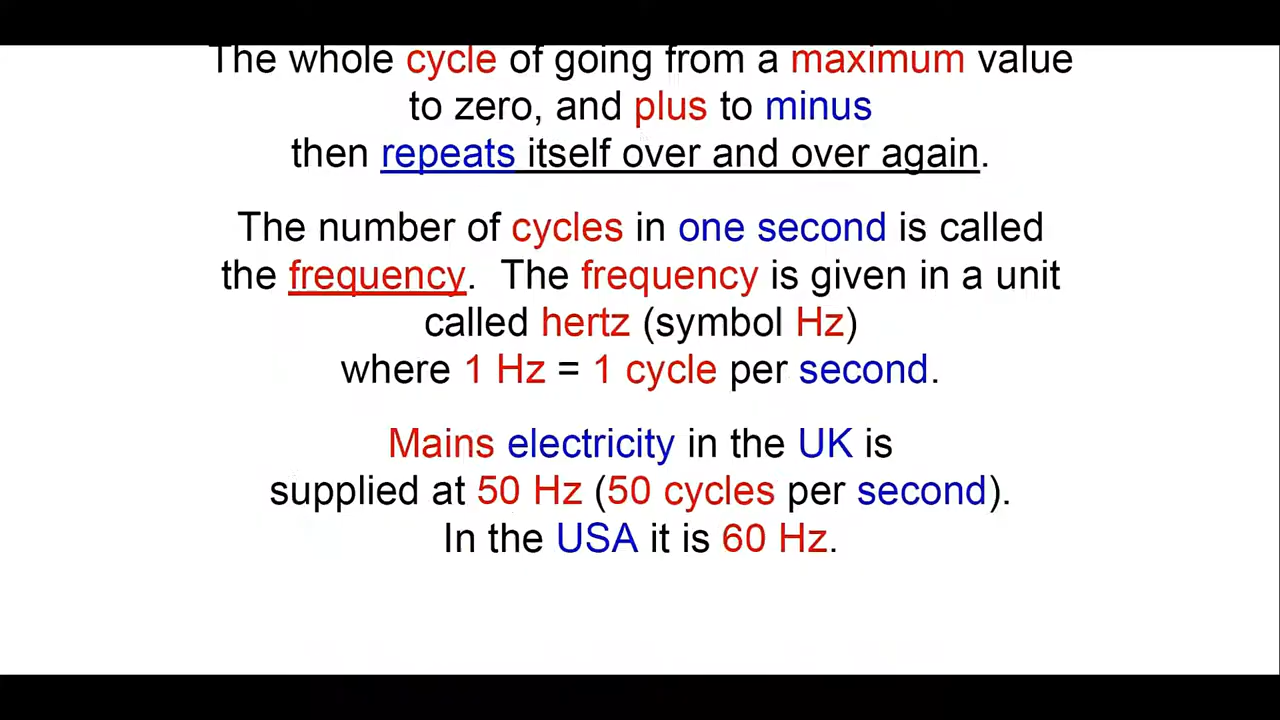 The whole cycle of going from a maximum value
to zero, and plus to minus
then repeats itself over and over again.
The number of cycles in one second is called
the frequency. The frequency is given in a unit
called hertz (symbol Hz)
where 1 Hz = 1 cycle per second.
Mains electricity in the UK is
supplied at 50 Hz (50 cycles per second).
In the USA it is 60 Hz.